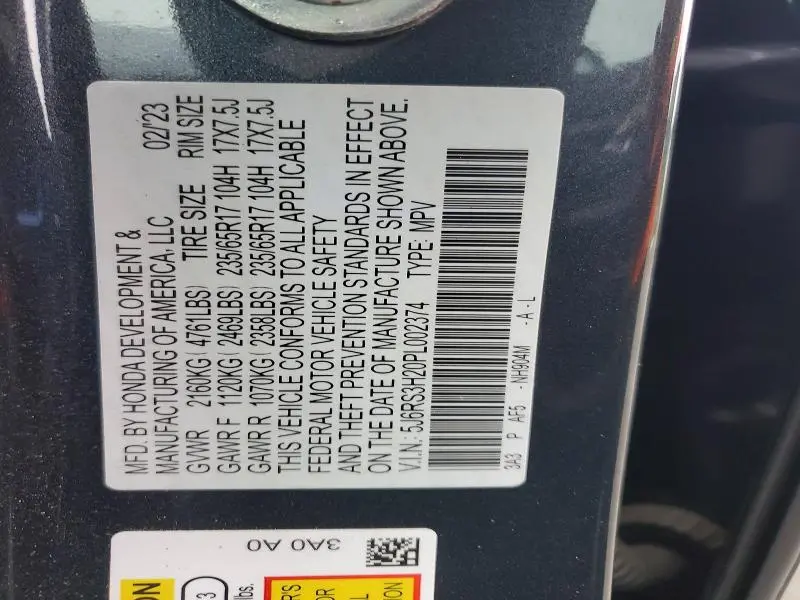 MFD. BY HONDA DEVELOPMENT &
MANUFACTURING OF AMERICA, LLC 02/23
GVWR 2160KG (4761LBS) TIRE SIZE RIM SIZE
GAWR F 1120KG (2469LBS) 235/65R17 104H 17X7.5J
GAWR R 1070KG (2358LBS) 235/65R17 104H 17X7.5J
THIS VEHICLE CONFORMS TO ALL APPLICABLE
FEDERAL MOTOR VEHICLE SAFETY
AND THEFT PREVENTION STANDARDS IN EFFECT
ON THE DATE OF MANUFACTURE SHOWN ABOVE.
V.I.N.: 5J6RS3H20PL002374 TYPE: MPV
3A3 P AF5 -NH904M -A-L
3A0 A0
3
lbs.